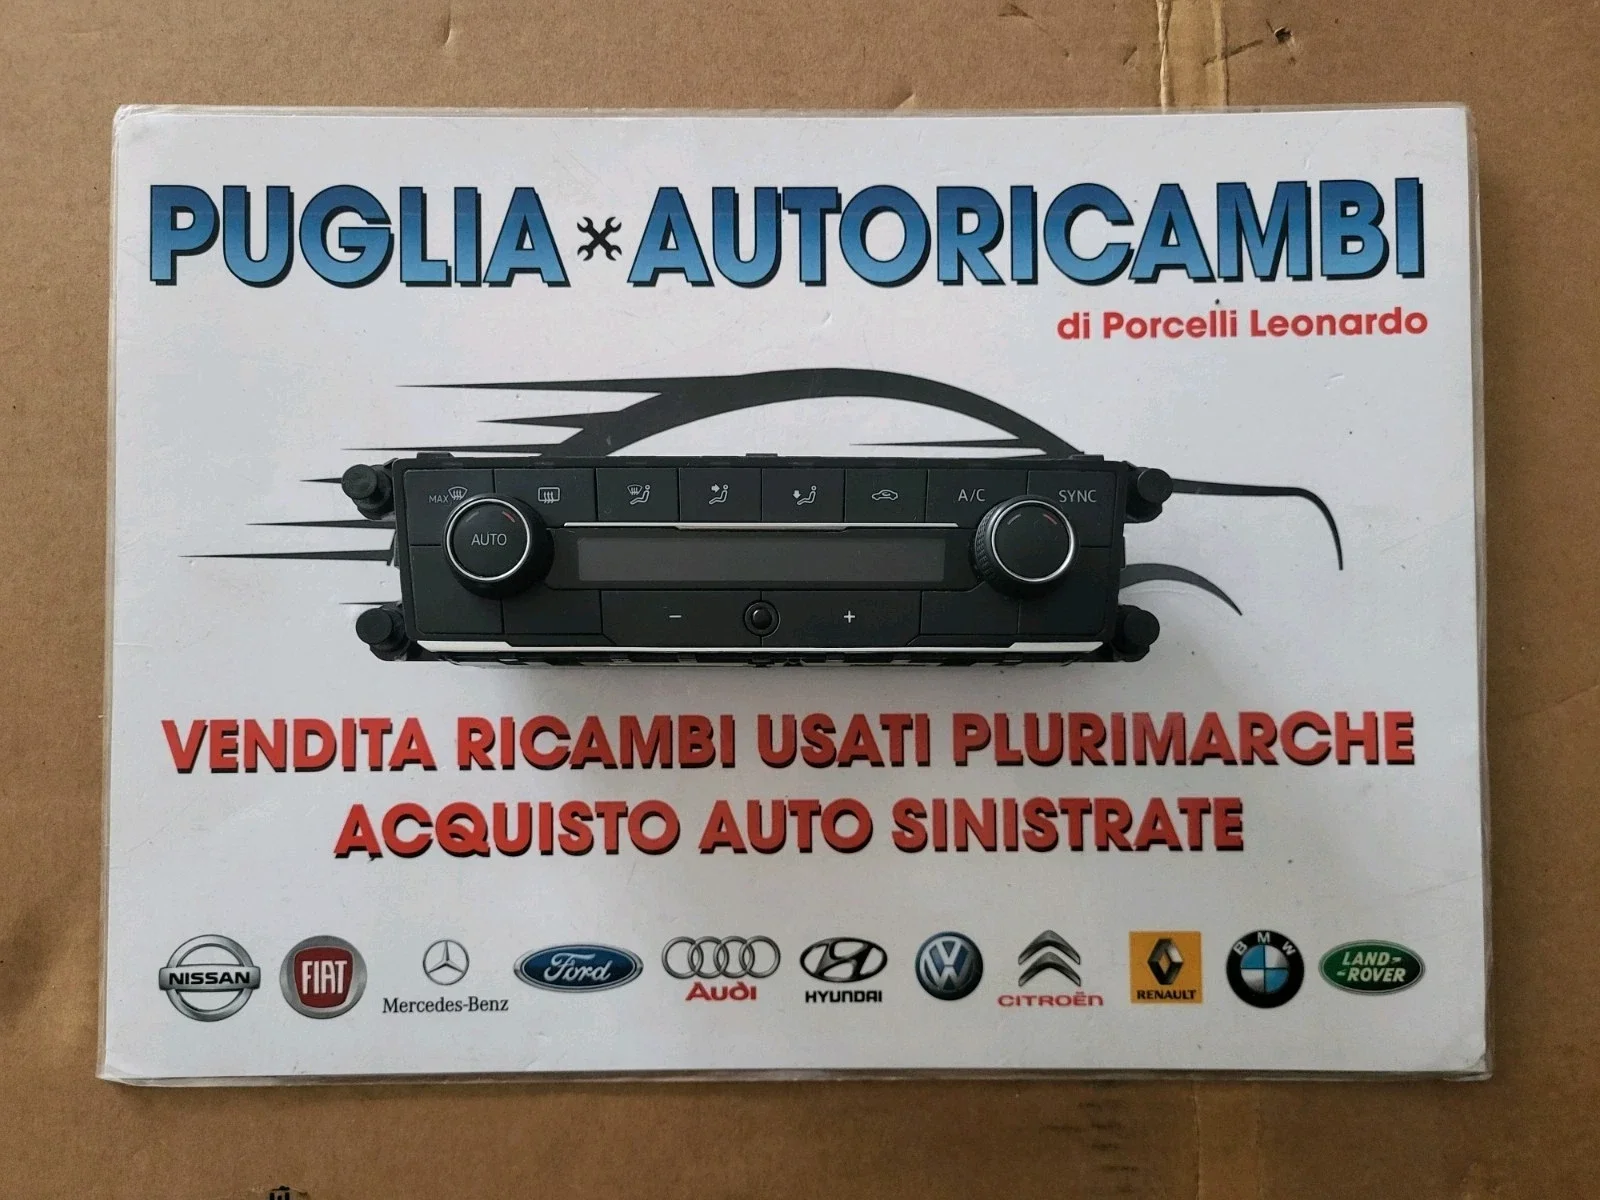 PUGLIA AUTORICAMBI
di Porcelli Leonardo
MAX A/C SYNC
AUTO
- +
VENDITA RICAMBI USATI PLURIMARCHE
ACQUISTO AUTO SINISTRATE
NISSAN FIAT Mercedes-Benz Ford Audi HYUNDAI VW CITROËN RENAULT BMW LAND ROVER